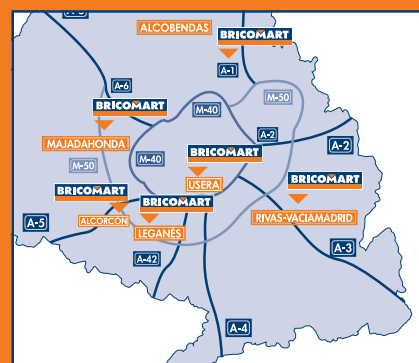 ALCOBENDAS
BRICOMART
A-1
A-6
BRICOMART
M-50
M-40
MAJADAHONDA
A-2
A-2
M-40
BRICOMART
M-50
USERA
BRICOMART
BRICOMART
BRICOMART
ALCORCÓN
A-5
LEGANÉS
RIVAS-VACIAMADRID
A-3
A-42
A-4